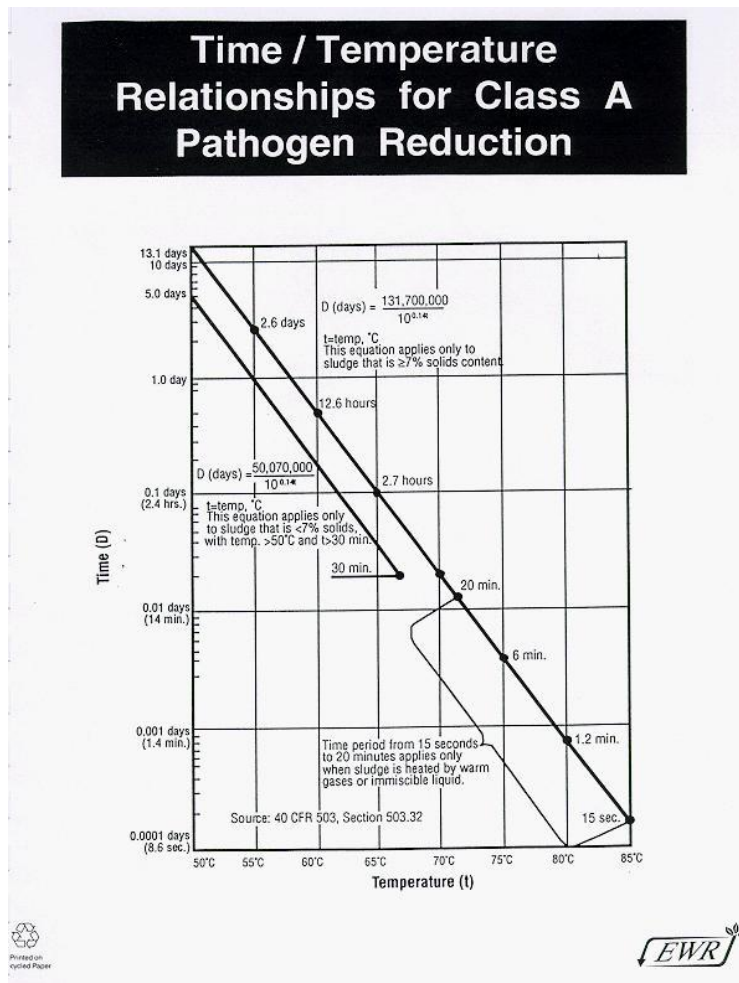 Time / Temperature
Relationships for Class A
Pathogen Reduction
13.1 days
10 days
5.0 days
1.0 day
0.1 days
(2.4 hrs.)
0.01 days
(14 min.)
0.001 days
(1.4 min.)
0.0001 days
(8.6 sec.)
Time (D)
D (days) = 131,700,000
10^0.14t
t=temp, °C
This equation applies only to
sludge that is ≥7% solids content
2.6 days
12.6 hours
2.7 hours
D (days) = 50,070,000
10^0.14t
t=temp, °C
This equation applies only
to sludge that is <7% solids,
with temp. >50°C and t>30 min.
30 min.
20 min.
6 min.
1.2 min.
15 sec.
Time period from 15 seconds
to 20 minutes applies only
when sludge is heated by warm
gases or immiscible liquid.
Source: 40 CFR 503, Section 503.32
50°C 55°C 60°C 65°C 70°C 75°C 80°C 85°C
Temperature (t)
Printed on
cycled Paper
EWR